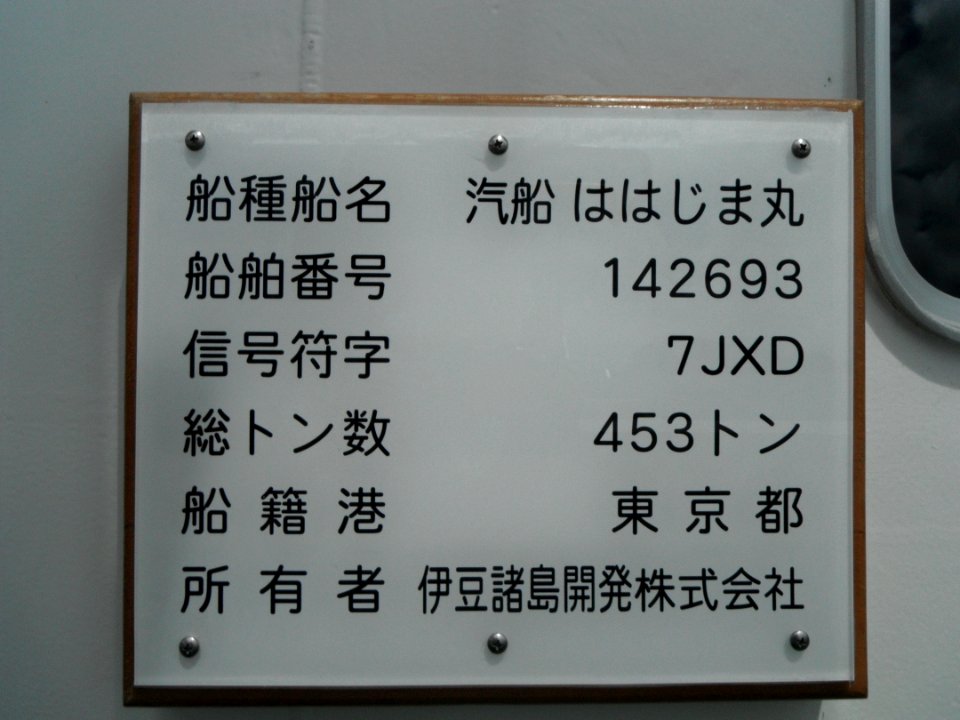 船種船名 汽船 ははじま丸
船舶番号 142693
信号符字 7JXD
総トン数 453トン
船籍港 東京都
所有者 伊豆諸島開発株式会社